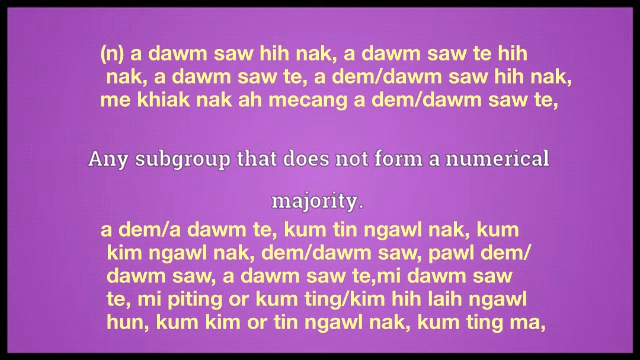 (n) a dawm saw hih nak, a dawm saw te hih
nak, a dawm saw te, a dem/dawm saw hih nak,
me khiak nak ah mecang a dem/dawm saw te,
Any subgroup that does not form a numerical
majority.
a dem/a dawm te, kum tin ngawl nak, kum
kim ngawl nak, dem/dawm saw, pawl dem/
dawm saw, a dawm saw te,mi dawm saw
te, mi piting or kum ting/kim hih laih ngawl
hun, kum kim or tin ngawl nak, kum ting ma,